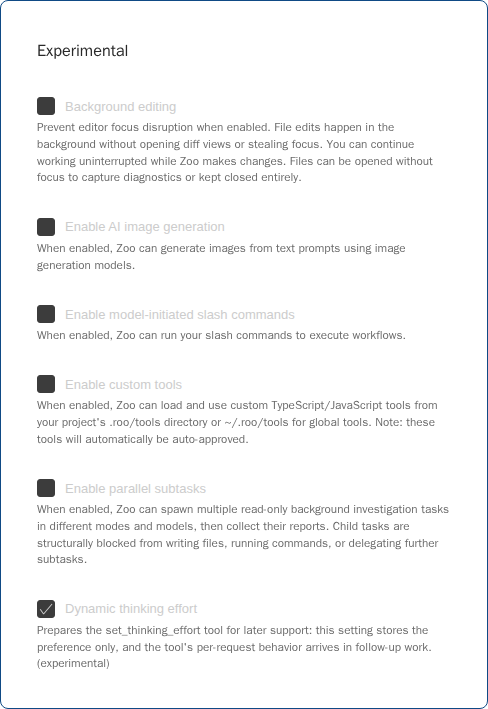 Experimental
Background editing
Prevent editor focus disruption when enabled. File edits happen in the
background without opening diff views or stealing focus. You can continue
working uninterrupted while Zoo makes changes. Files can be opened without
focus to capture diagnostics or kept closed entirely.
Enable AI image generation
When enabled, Zoo can generate images from text prompts using image
generation models.
Enable model-initiated slash commands
When enabled, Zoo can run your slash commands to execute workflows.
Enable custom tools
When enabled, Zoo can load and use custom TypeScript/JavaScript tools from
your project's .roo/tools directory or ~/.roo/tools for global tools. Note: these
tools will automatically be auto-approved.
Enable parallel subtasks
When enabled, Zoo can spawn multiple read-only background investigation tasks
in different modes and models, then collect their reports. Child tasks are
structurally blocked from writing files, running commands, or delegating further
subtasks.
Dynamic thinking effort
Prepares the set_thinking_effort tool for later support: this setting stores the
preference only, and the tool's per-request behavior arrives in follow-up work.
(experimental)